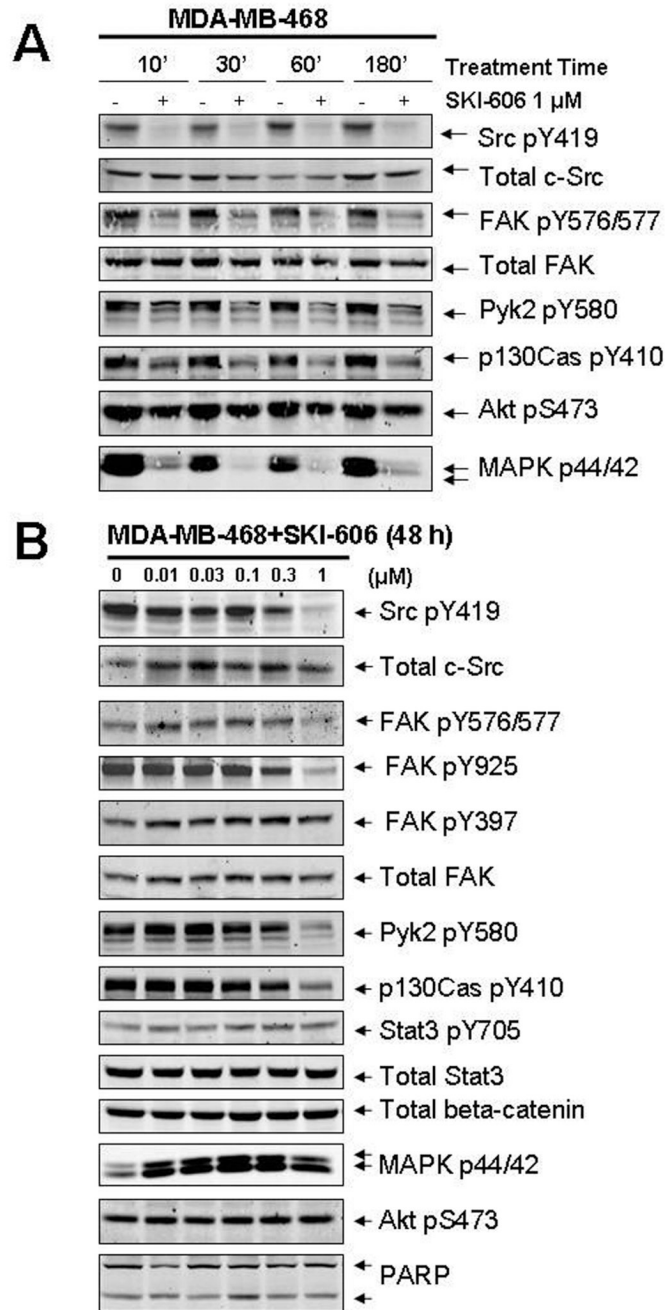 A
MDA-MB-468
10' 30' 60' 180' Treatment Time
- + - + - + - + SKI-606 1 µM
Src pY419
Total c-Src
FAK pY576/577
Total FAK
Pyk2 pY580
p130Cas pY410
Akt pS473
MAPK p44/42
B
MDA-MB-468+SKI-606 (48 h)
0 0.01 0.03 0.1 0.3 1 (µM)
Src pY419
Total c-Src
FAK pY576/577
FAK pY925
FAK pY397
Total FAK
Pyk2 pY580
p130Cas pY410
Stat3 pY705
Total Stat3
Total beta-catenin
MAPK p44/42
Akt pS473
PARP